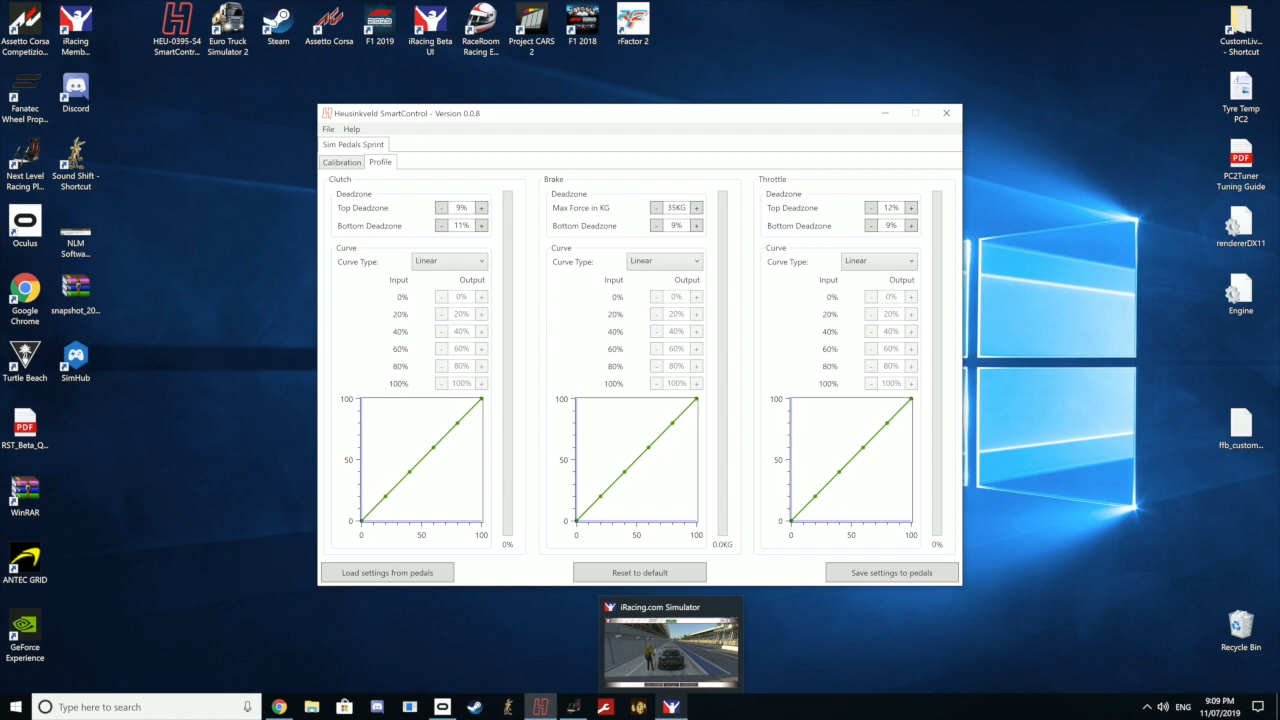 Assetto Corsa Competizio...
iRacing Memb...
HEU-0395-S4 SmartContr...
Euro Truck Simulator 2
Steam
Assetto Corsa
F1 2019
iRacing Beta UI
RaceRoom Racing E...
Project CARS 2
F1 2018
rFactor 2
CustomLiv... - Shortcut
Fanatec Wheel Prop...
Discord
Tyre Temp PC2
Next Level Racing Pl...
Sound Shift - Shortcut
PDF
PC2Tuner Tuning Guide
Oculus
NLM Softwa...
rendererDX11
Google Chrome
snapshot_20...
Engine
Turtle Beach
SimHub
PDF
RST_Beta_Q...
ffb_custom...
WinRAR
ANTEC GRID
GeForce Experience
Recycle Bin
Heusinkveld SmartControl - Version 0.0.8
File Help
Sim Pedals Sprint
Calibration Profile
Clutch
Deadzone
Top Deadzone - 9% +
Bottom Deadzone - 11% +
Curve
Curve Type: Linear
Input Output
0% - 0% +
20% - 20% +
40% - 40% +
60% - 60% +
80% - 80% +
100% - 100% +
100
50
0
0 50 100
0%
Brake
Deadzone
Max Force in KG - 35KG +
Bottom Deadzone - 9% +
Curve
Curve Type: Linear
Input Output
0% - 0% +
20% - 20% +
40% - 40% +
60% - 60% +
80% - 80% +
100% - 100% +
100
50
0
0 50 100
0.0KG
Throttle
Deadzone
Top Deadzone - 12% +
Bottom Deadzone - 9% +
Curve
Curve Type: Linear
Input Output
0% - 0% +
20% - 20% +
40% - 40% +
60% - 60% +
80% - 80% +
100% - 100% +
100
50
0
0 50 100
0%
Load settings from pedals
Reset to default
Save settings to pedals
iRacing.com Simulator
Type here to search
ENG
9:09 PM
11/07/2019